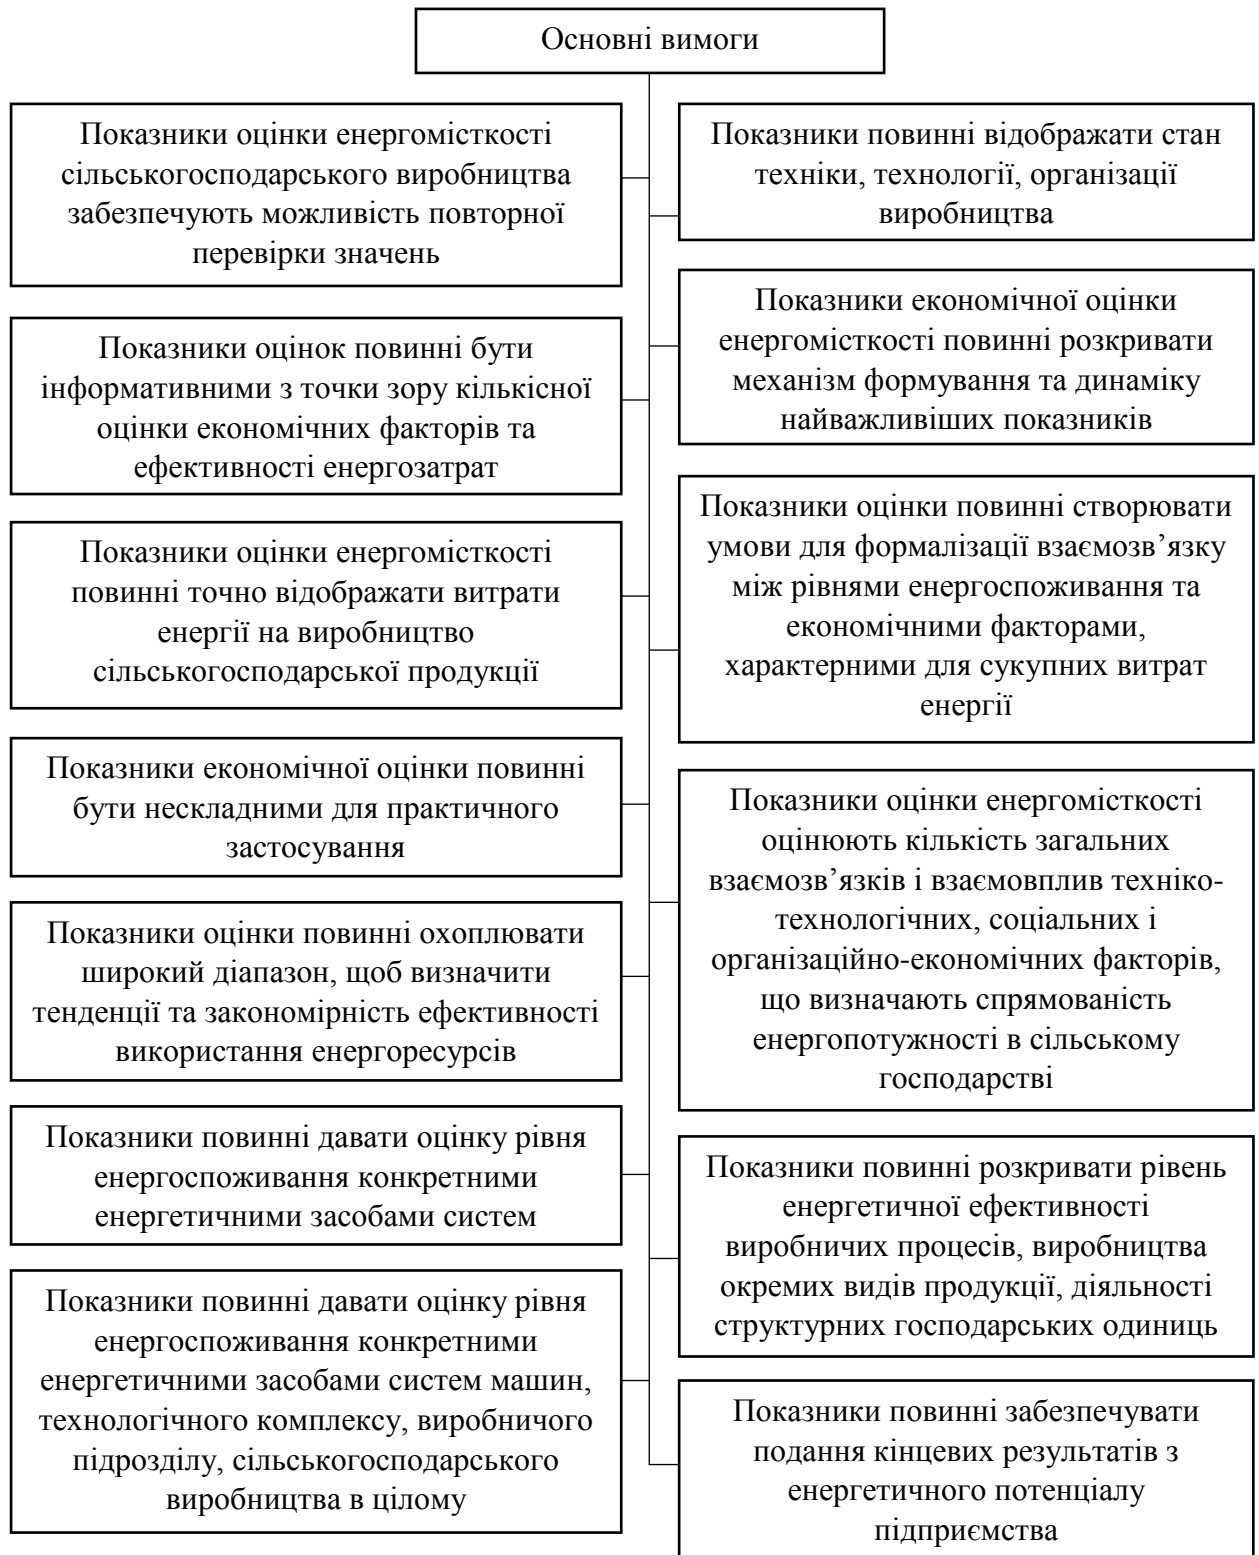 Основні вимоги
Показники оцінки енергомісткості
сільськогосподарського виробництва
забезпечують можливість повторної
перевірки значень
Показники оцінок повинні бути
інформативними з точки зору кількісної
оцінки економічних факторів та
ефективності енергозатрат
Показники оцінки енергомісткості
повинні точно відображати витрати
енергії на виробництво
сільськогосподарської продукції
Показники економічної оцінки повинні
бути нескладними для практичного
застосування
Показники оцінки повинні охоплювати
широкий діапазон, щоб визначити
тенденції та закономірність ефективності
використання енергоресурсів
Показники повинні давати оцінку рівня
енергоспоживання конкретними
енергетичними засобами систем
Показники повинні давати оцінку рівня
енергоспоживання конкретними
енергетичними засобами систем машин,
технологічного комплексу, виробничого
підрозділу, сільськогосподарського
виробництва в цілому
Показники повинні відображати стан
техніки, технології, організації
виробництва
Показники економічної оцінки
енергомісткості повинні розкривати
механізм формування та динаміку
найважливіших показників
Показники оцінки повинні створювати
умови для формалізації взаємозв’язку
між рівнями енергоспоживання та
економічними факторами,
характерними для сукупних витрат
енергії
Показники оцінки енергомісткості
оцінюють кількість загальних
взаємозв’язків і взаємовплив техніко-
технологічних, соціальних і
організаційно-економічних факторів,
що визначають спрямованість
енергопотужності в сільському
господарстві
Показники повинні розкривати рівень
енергетичної ефективності
виробничих процесів, виробництва
окремих видів продукції, діяльності
структурних господарських одиниць
Показники повинні забезпечувати
подання кінцевих результатів з
енергетичного потенціалу
підприємства